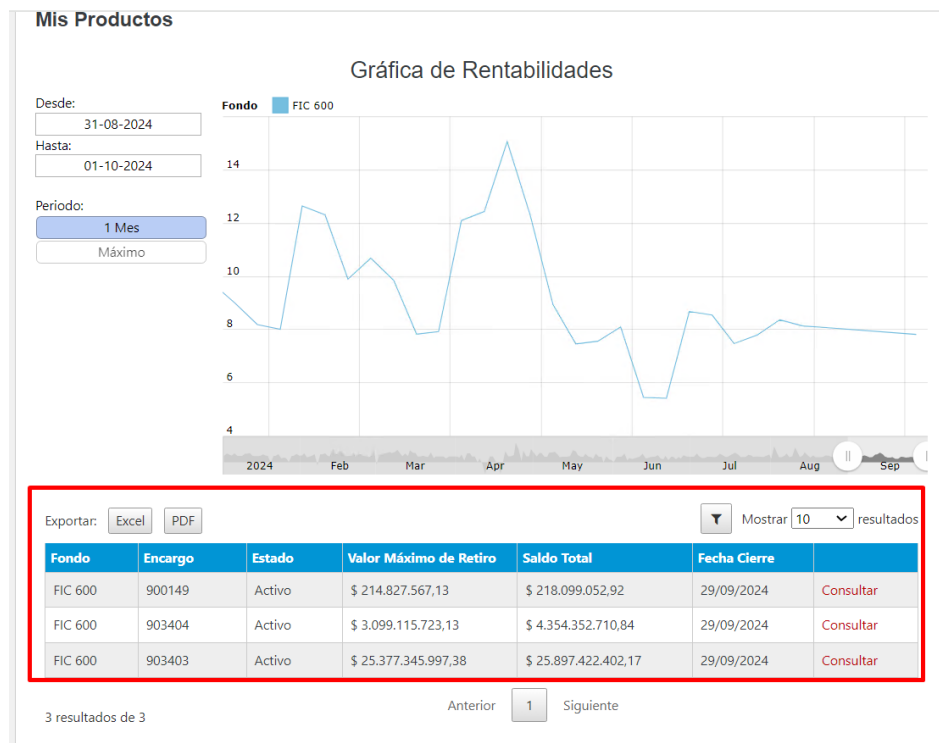 Mis Productos
Gráfica de Rentabilidades
Desde:
31-08-2024
Hasta:
01-10-2024
Periodo:
1 Mes
Máximo
Fondo FIC 600
14
12
10
8
6
4
2024 Feb Mar Apr May Jun Jul Aug Sep
Exportar: Excel PDF Mostrar 10 resultados
Fondo Encargo Estado Valor Máximo de Retiro Saldo Total Fecha Cierre
FIC 600 900149 Activo $ 214.827.567,13 $ 218.099.052,92 29/09/2024 Consultar
FIC 600 903404 Activo $ 3.099.115.723,13 $ 4.354.352.710,84 29/09/2024 Consultar
FIC 600 903403 Activo $ 25.377.345.997,38 $ 25.897.422.402,17 29/09/2024 Consultar
Anterior 1 Siguiente
3 resultados de 3